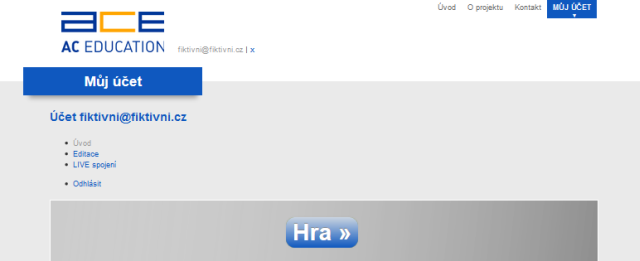 Úvod O projektu Kontakt MŮJ ÚČET
ace
AC EDUCATION
fiktivni@fiktivni.cz | x
Můj účet
Účet fiktivni@fiktivni.cz
Úvod
Editace
LIVE spojení
Odhlásit
Hra »